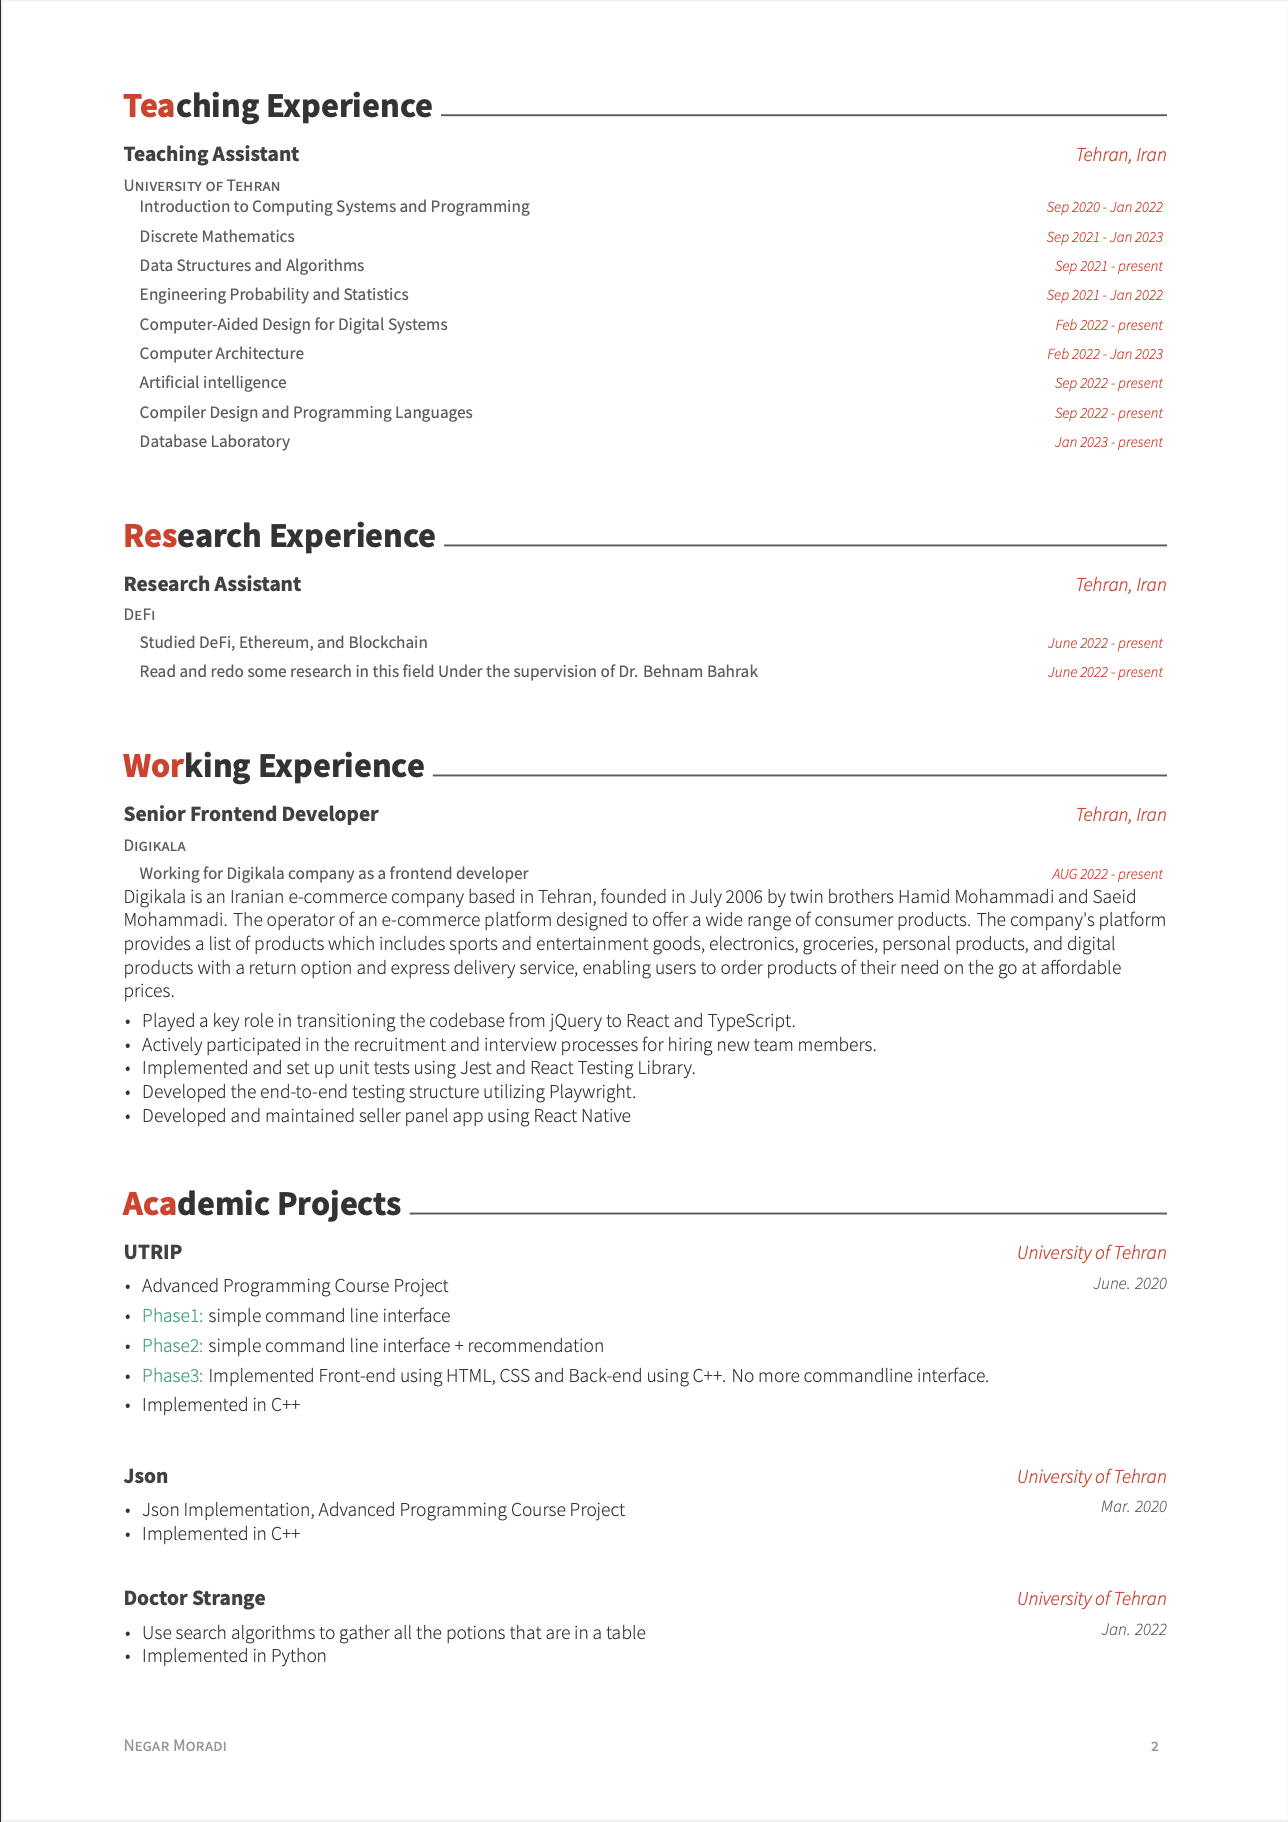 Teaching Experience
Teaching Assistant Tehran, Iran
University of Tehran
Introduction to Computing Systems and Programming Sep 2020 - Jan 2022
Discrete Mathematics Sep 2021 - Jan 2023
Data Structures and Algorithms Sep 2021 - present
Engineering Probability and Statistics Sep 2021 - Jan 2022
Computer-Aided Design for Digital Systems Feb 2022 - present
Computer Architecture Feb 2022 - Jan 2023
Artificial intelligence Sep 2022 - present
Compiler Design and Programming Languages Sep 2022 - present
Database Laboratory Jan 2023 - present
Research Experience
Research Assistant Tehran, Iran
DeFi
Studied DeFi, Ethereum, and Blockchain June 2022 - present
Read and redo some research in this field Under the supervision of Dr. Behnam Bahrak June 2022 - present
Working Experience
Senior Frontend Developer Tehran, Iran
Digikala
Working for Digikala company as a frontend developer AUG 2022 - present
Digikala is an Iranian e-commerce company based in Tehran, founded in July 2006 by twin brothers Hamid Mohammadi and Saeid
Mohammadi. The operator of an e-commerce platform designed to offer a wide range of consumer products. The company's platform
provides a list of products which includes sports and entertainment goods, electronics, groceries, personal products, and digital
products with a return option and express delivery service, enabling users to order products of their need on the go at affordable
prices.
• Played a key role in transitioning the codebase from jQuery to React and TypeScript.
• Actively participated in the recruitment and interview processes for hiring new team members.
• Implemented and set up unit tests using Jest and React Testing Library.
• Developed the end-to-end testing structure utilizing Playwright.
• Developed and maintained seller panel app using React Native
Academic Projects
UTRIP University of Tehran
• Advanced Programming Course Project June. 2020
• Phase1: simple command line interface
• Phase2: simple command line interface + recommendation
• Phase3: Implemented Front-end using HTML, CSS and Back-end using C++. No more commandline interface.
• Implemented in C++
Json University of Tehran
• Json Implementation, Advanced Programming Course Project Mar. 2020
• Implemented in C++
Doctor Strange University of Tehran
• Use search algorithms to gather all the potions that are in a table Jan. 2022
• Implemented in Python
Negar Moradi 2